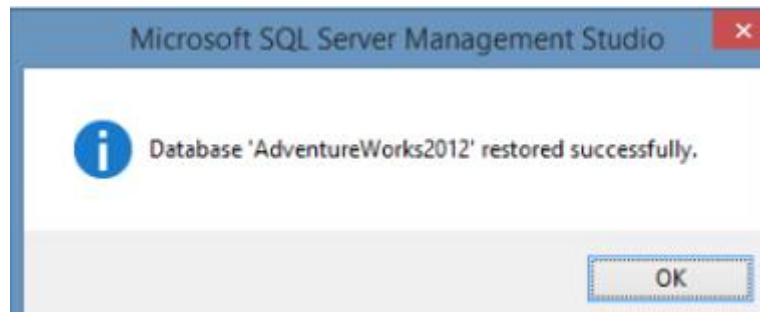 Microsoft SQL Server Management Studio
Database 'AdventureWorks2012' restored successfully.
OK